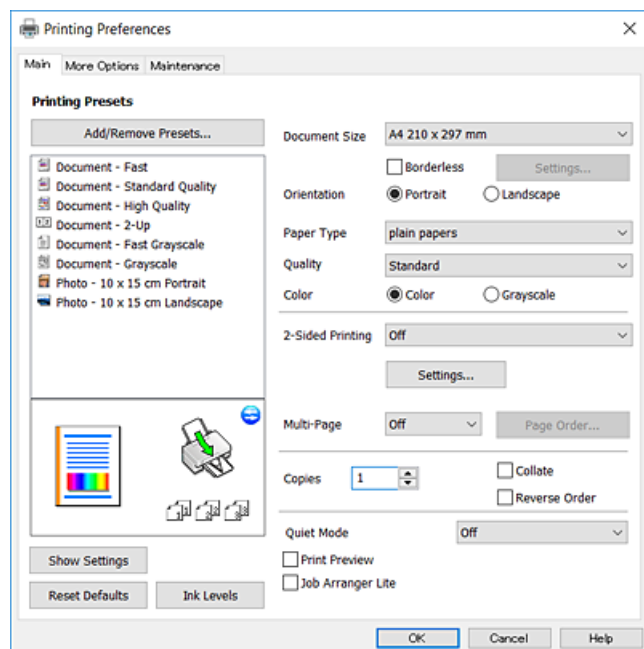 Printing Preferences
Main More Options Maintenance
Printing Presets
Add/Remove Presets...
Document - Fast
Document - Standard Quality
Document - High Quality
Document - 2-Up
Document - Fast Grayscale
Document - Grayscale
Photo - 10 x 15 cm Portrait
Photo - 10 x 15 cm Landscape
Show Settings
Reset Defaults Ink Levels
Document Size A4 210 x 297 mm
Borderless Settings...
Orientation Portrait Landscape
Paper Type plain papers
Quality Standard
Color Color Grayscale
2-Sided Printing Off
Settings...
Multi-Page Off Page Order...
Copies 1 Collate
Reverse Order
Quiet Mode Off
Print Preview
Job Arranger Lite
OK Cancel Help